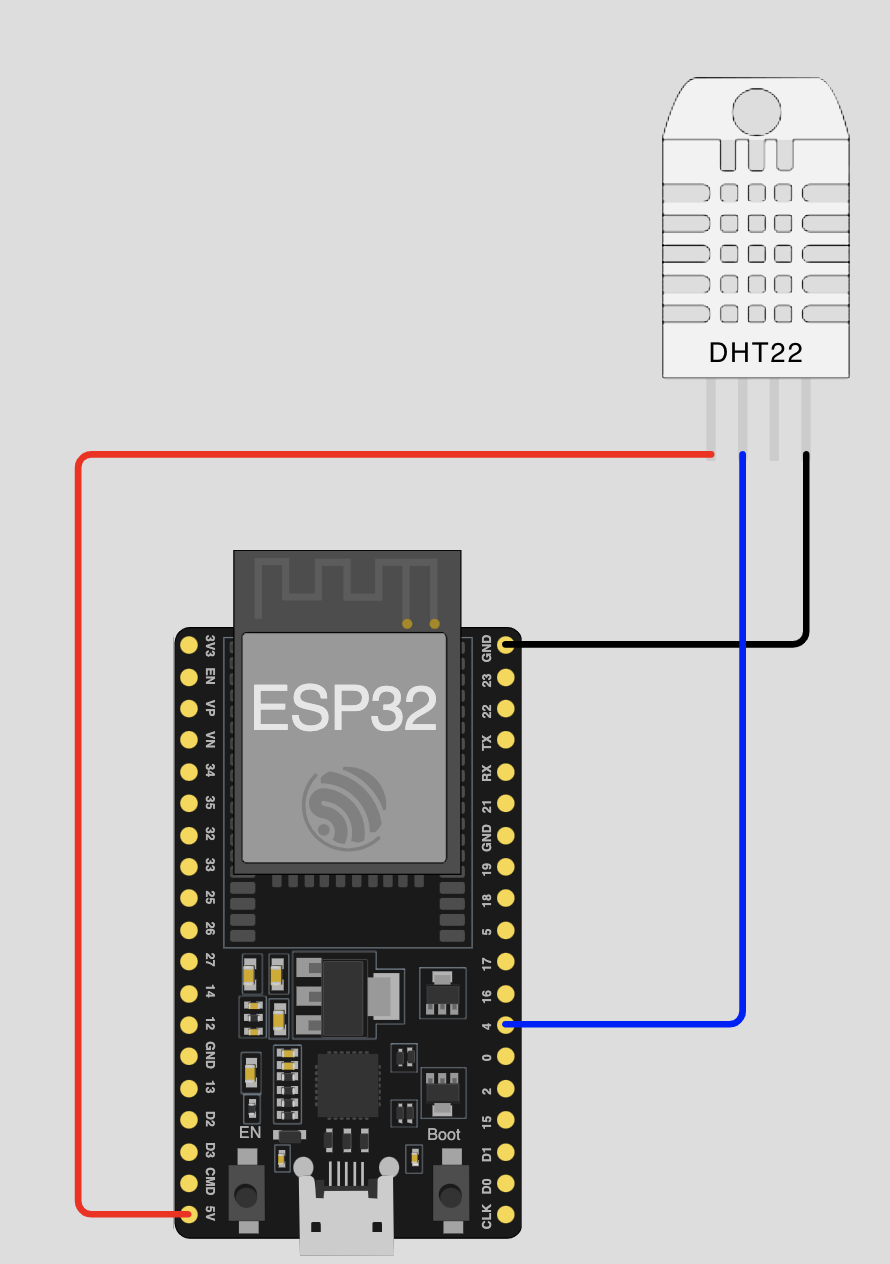 DHT22
ESP32
3V3
EN
VP
VN
34
35
32
33
25
26
27
14
12
GND
13
D2
D3
CMD
5V
GND
23
22
TX
RX
21
GND
19
18
5
17
16
4
0
2
15
D1
D0
CLK
EN
Boot